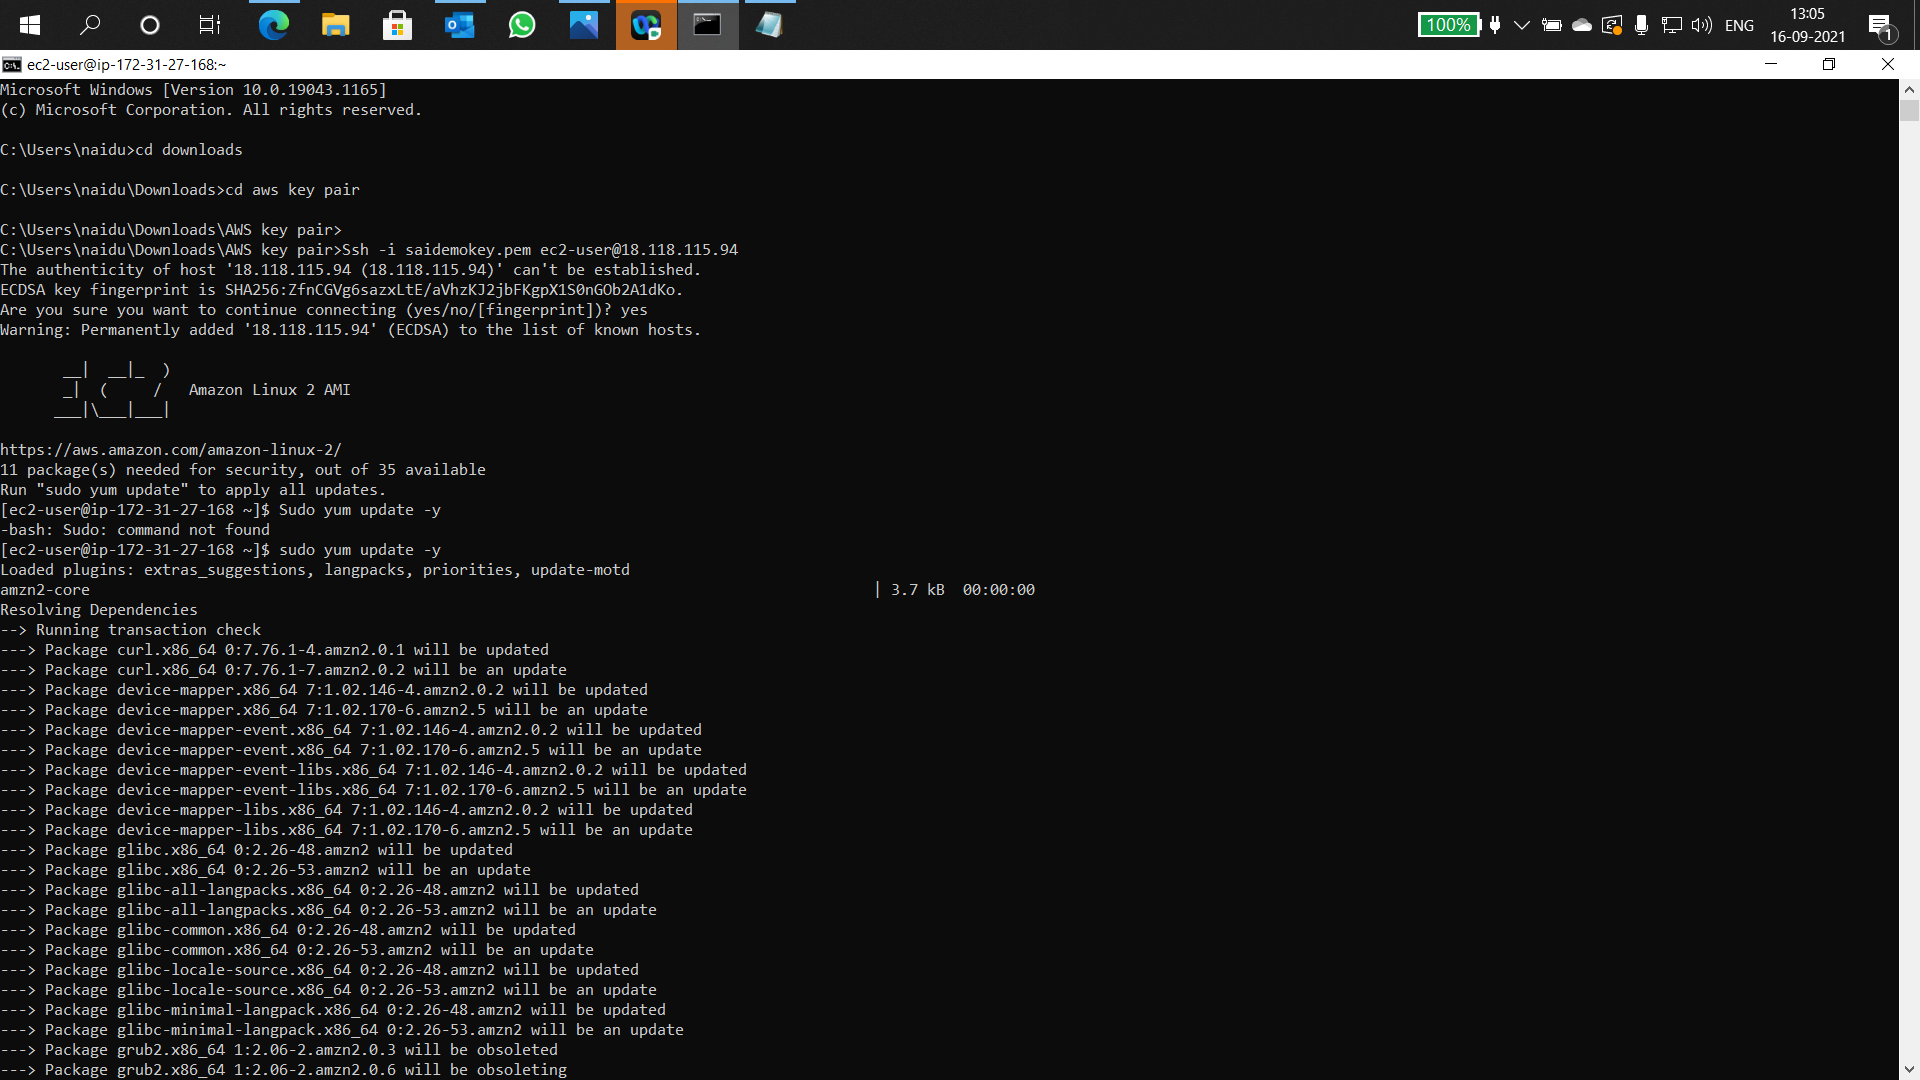 100%
ENG
13:05
16-09-2021
1
ec2-user@ip-172-31-27-168:~
Microsoft Windows [Version 10.0.19043.1165]
(c) Microsoft Corporation. All rights reserved.
C:\Users\naidu>cd downloads
C:\Users\naidu\Downloads>cd aws key pair
C:\Users\naidu\Downloads\AWS key pair>
C:\Users\naidu\Downloads\AWS key pair>Ssh -i saidemokey.pem ec2-user@18.118.115.94
The authenticity of host '18.118.115.94 (18.118.115.94)' can't be established.
ECDSA key fingerprint is SHA256:ZfnCGVg6sazxLtE/aVhzKJ2jbFKgpX1S0nGOb2A1dKo.
Are you sure you want to continue connecting (yes/no/[fingerprint])? yes
Warning: Permanently added '18.118.115.94' (ECDSA) to the list of known hosts.
       __|  __|_  )
       _|  (     /   Amazon Linux 2 AMI
      ___|\___|___|
https://aws.amazon.com/amazon-linux-2/
11 package(s) needed for security, out of 35 available
Run "sudo yum update" to apply all updates.
[ec2-user@ip-172-31-27-168 ~]$ Sudo yum update -y
-bash: Sudo: command not found
[ec2-user@ip-172-31-27-168 ~]$ sudo yum update -y
Loaded plugins: extras_suggestions, langpacks, priorities, update-motd
amzn2-core | 3.7 kB  00:00:00
Resolving Dependencies
--> Running transaction check
---> Package curl.x86_64 0:7.76.1-4.amzn2.0.1 will be updated
---> Package curl.x86_64 0:7.76.1-7.amzn2.0.2 will be an update
---> Package device-mapper.x86_64 7:1.02.146-4.amzn2.0.2 will be updated
---> Package device-mapper.x86_64 7:1.02.170-6.amzn2.5 will be an update
---> Package device-mapper-event.x86_64 7:1.02.146-4.amzn2.0.2 will be updated
---> Package device-mapper-event.x86_64 7:1.02.170-6.amzn2.5 will be an update
---> Package device-mapper-event-libs.x86_64 7:1.02.146-4.amzn2.0.2 will be updated
---> Package device-mapper-event-libs.x86_64 7:1.02.170-6.amzn2.5 will be an update
---> Package device-mapper-libs.x86_64 7:1.02.146-4.amzn2.0.2 will be updated
---> Package device-mapper-libs.x86_64 7:1.02.170-6.amzn2.5 will be an update
---> Package glibc.x86_64 0:2.26-48.amzn2 will be updated
---> Package glibc.x86_64 0:2.26-53.amzn2 will be an update
---> Package glibc-all-langpacks.x86_64 0:2.26-48.amzn2 will be updated
---> Package glibc-all-langpacks.x86_64 0:2.26-53.amzn2 will be an update
---> Package glibc-common.x86_64 0:2.26-48.amzn2 will be updated
---> Package glibc-common.x86_64 0:2.26-53.amzn2 will be an update
---> Package glibc-locale-source.x86_64 0:2.26-48.amzn2 will be updated
---> Package glibc-locale-source.x86_64 0:2.26-53.amzn2 will be an update
---> Package glibc-minimal-langpack.x86_64 0:2.26-48.amzn2 will be updated
---> Package glibc-minimal-langpack.x86_64 0:2.26-53.amzn2 will be an update
---> Package grub2.x86_64 1:2.06-2.amzn2.0.3 will be obsoleted
---> Package grub2.x86_64 1:2.06-2.amzn2.0.6 will be obsoleting